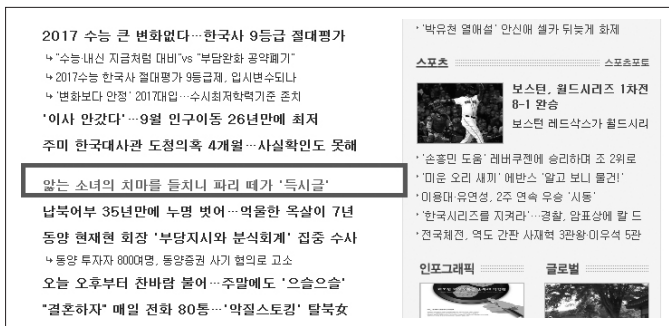 2017 수능 큰 변화없다…한국사 9등급 절대평가
↳"수능·내신 지금처럼 대비"vs "부담완화 공약폐기"
↳2017수능 한국사 절대평가 9등급제, 입시변수되나
↳'변화보다 안정' 2017대입…수시최저학력기준 존치
'이사 안갔다'…9월 인구이동 26년만에 최저
주미 한국대사관 도청의혹 4개월…사실확인도 못해
앓는 소녀의 치마를 들치니 파리 떼가 '득시글'
납북어부 35년만에 누명 벗어…억울한 옥살이 7년
동양 현재현 회장 '부당지시와 분식회계' 집중 수사
↳동양 투자자 800여명, 동양증권 사기 혐의로 고소
오늘 오후부터 찬바람 불어…주말에도 '으슬으슬'
"결혼하자" 매일 전화 80통…'악질스토킹' 탈북女
'박유천 열애설' 안신애 셀카 뒤늦게 화제
스포츠
스포츠포토
보스턴, 월드시리즈 1차전
8-1 완승
보스턴 레드삭스가 월드시리
'손흥민 도움' 레버쿠젠에 승리하며 조 2위로
'미운 오리 새끼' 에반스 '알고 보니 물건!'
이용대·유연성, 2주 연속 우승 '시동'
'한국시리즈를 지켜라'…경찰, 암표상에 칼 드
전국체전, 역도 간판 사재혁 3관왕·이우석 5관
인포그래픽
글로벌